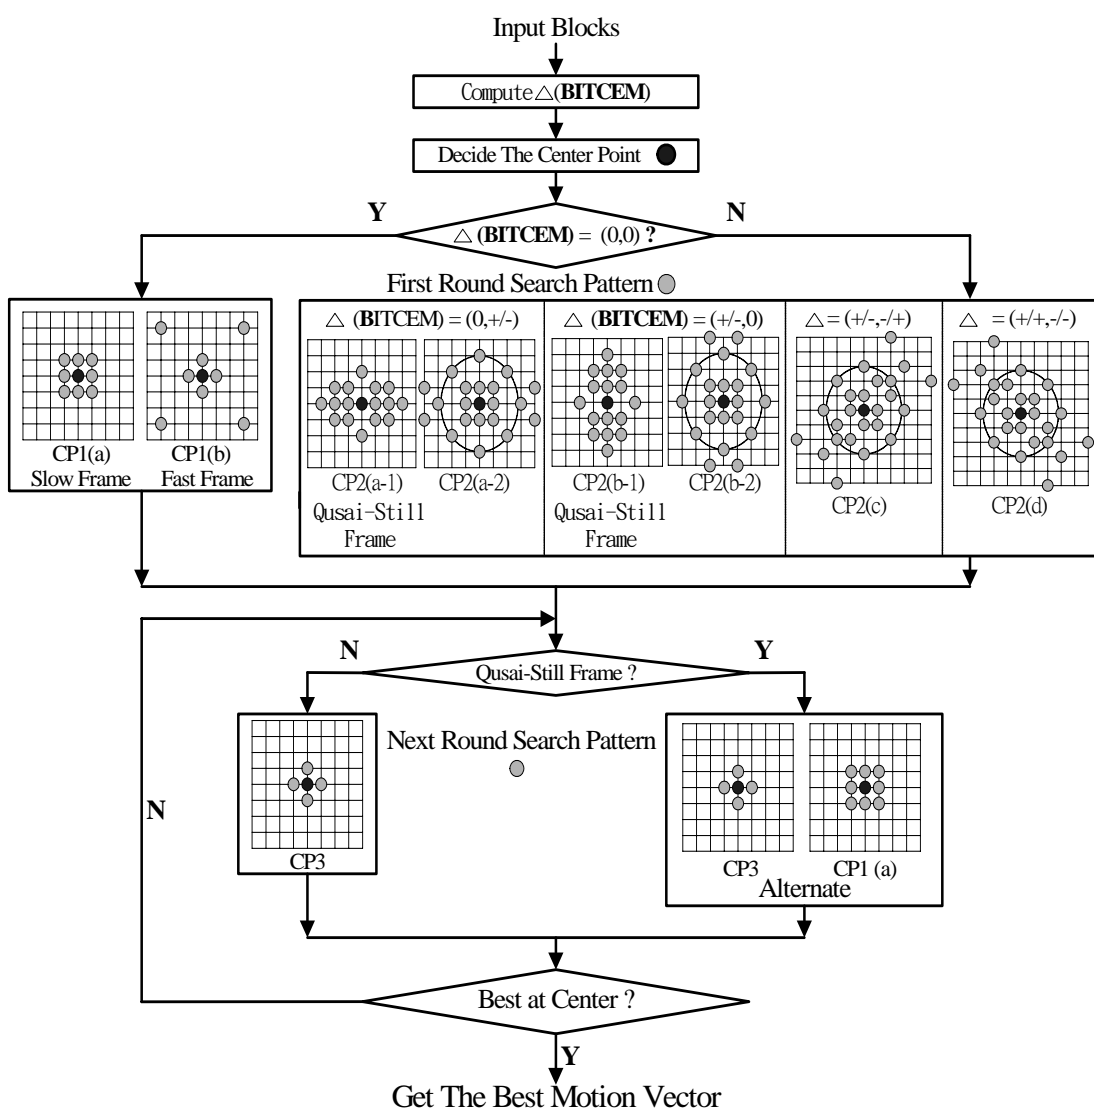 Input Blocks
Compute △(BITCEM)
Decide The Center Point
Y
N
△ (BITCEM) = (0,0) ?
First Round Search Pattern
CP1(a)
Slow Frame
CP1(b)
Fast Frame
△ (BITCEM) = (0,+/-)
CP2(a-1)
CP2(a-2)
Qusai-Still
Frame
△ (BITCEM) = (+/-,0)
CP2(b-1)
CP2(b-2)
Qusai-Still
Frame
△ = (+/-,-/+)
CP2(c)
△ = (+/+,-/-)
CP2(d)
N
Y
Qusai-Still Frame ?
Next Round Search Pattern
N
CP3
CP3
CP1 (a)
Alternate
Best at Center ?
Y
Get The Best Motion Vector